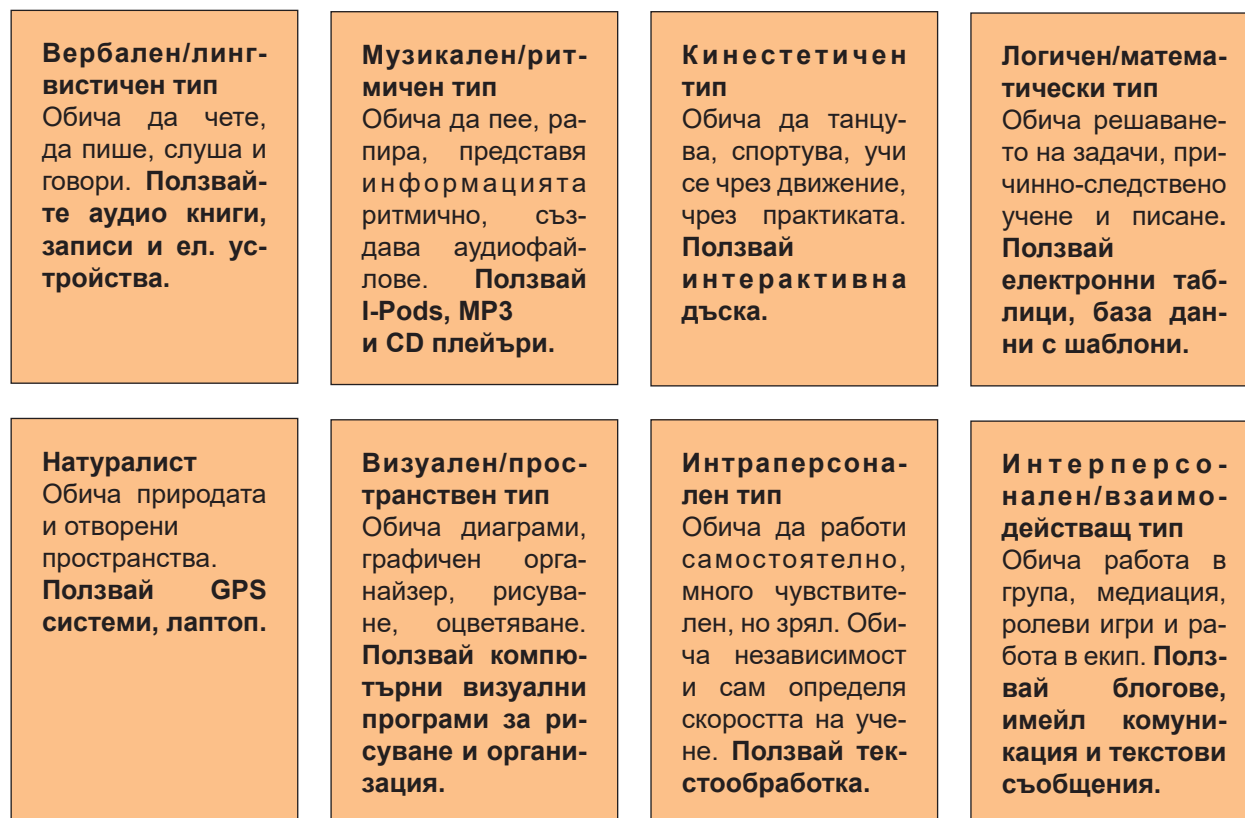 Вербален/линг-
вистичен тип
Обича да чете,
да пише, слуша и
говори. Ползвай-
те аудио книги,
записи и ел. ус-
тройства.
Музикален/рит-
мичен тип
Обича да пее, ра-
пира, представя
информацията
ритмично, съз-
дава аудиофай-
лове. Ползвай
I-Pods, MP3
и CD плейъри.
Кинестетичен
тип
Обича да танцу-
ва, спортува, учи
се чрез движение,
чрез практиката.
Ползвай
интерактивна
дъска.
Логичен/матема-
тически тип
Обича решаване-
то на задачи, при-
чинно-следствено
учене и писане.
Ползвай
електронни таб-
лици, база дан-
ни с шаблони.
Натуралист
Обича природата
и отворени
пространства.
Ползвай GPS
системи, лаптоп.
Визуален/прос-
транствен тип
Обича диаграми,
графичен орга-
найзер, рисува-
не, оцветяване.
Ползвай компю-
търни визуални
програми за ри-
суване и органи-
зация.
Интраперсона-
лен тип
Обича да работи
самостоятелно,
много чувствите-
лен, но зрял. Оби-
ча независимост
и сам определя
скоростта на уче-
не. Ползвай тек-
стообработка.
Интерперсо-
нален/взаимо-
действащ тип
Обича работа в
група, медиация,
ролеви игри и ра-
бота в екип. Полз-
вай блогове,
имейл комуни-
кация и текстови
съобщения.